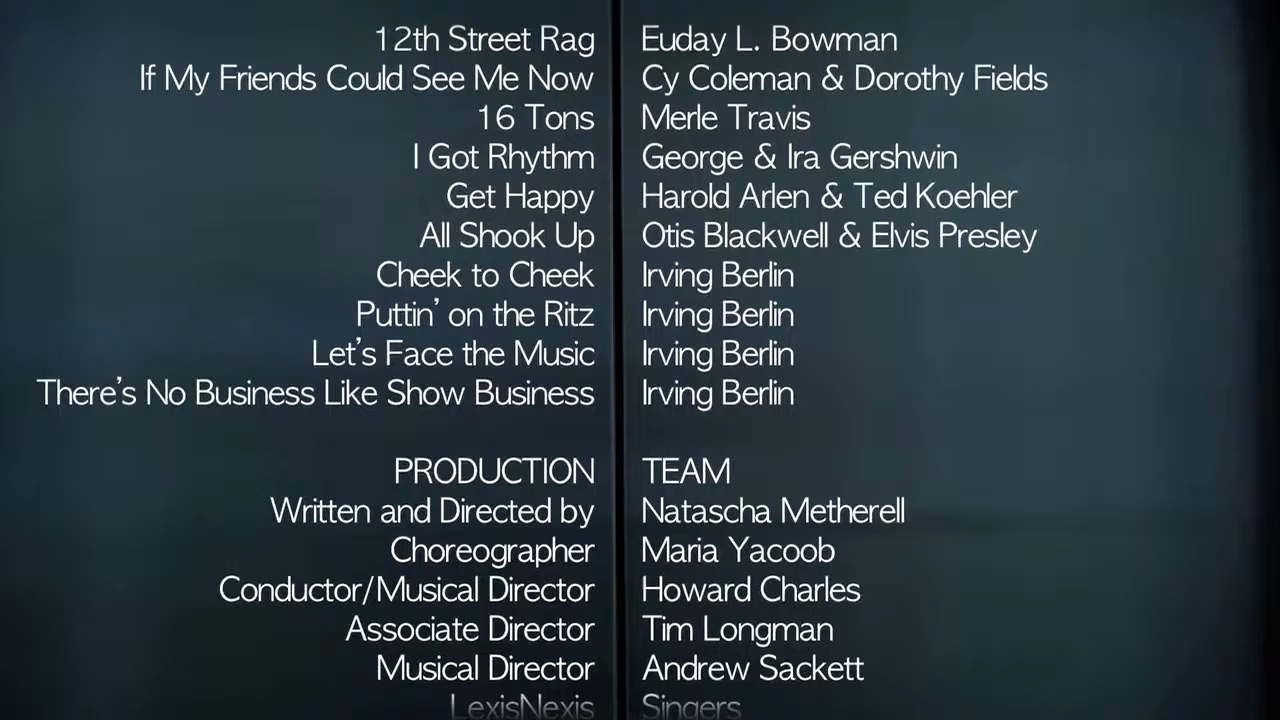 12th Street Rag Euday L. Bowman
If My Friends Could See Me Now Cy Coleman & Dorothy Fields
16 Tons Merle Travis
I Got Rhythm George & Ira Gershwin
Get Happy Harold Arlen & Ted Koehler
All Shook Up Otis Blackwell & Elvis Presley
Cheek to Cheek Irving Berlin
Puttin’ on the Ritz Irving Berlin
Let’s Face the Music Irving Berlin
There’s No Business Like Show Business Irving Berlin
PRODUCTION TEAM
Written and Directed by Natascha Metherell
Choreographer Maria Yacoob
Conductor/Musical Director Howard Charles
Associate Director Tim Longman
Musical Director Andrew Sackett
LexisNexis Singers